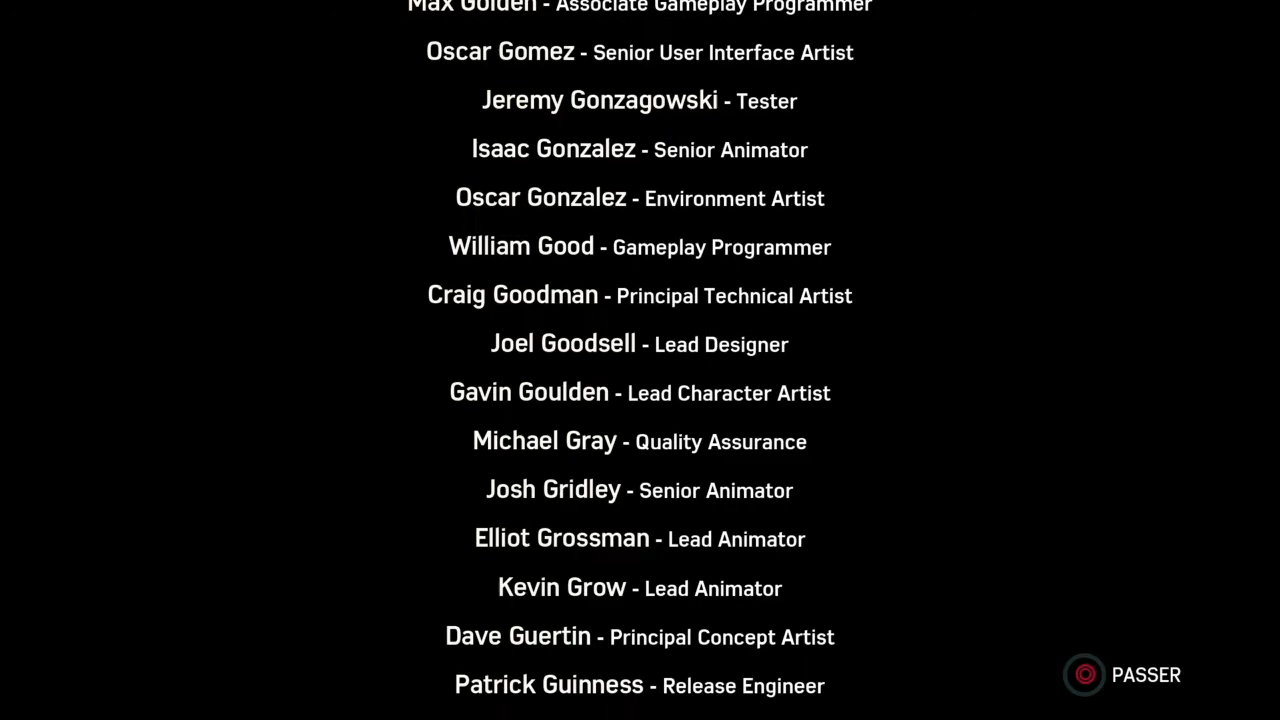 Max Golden - Associate Gameplay Programmer
Oscar Gomez - Senior User Interface Artist
Jeremy Gonzagowski - Tester
Isaac Gonzalez - Senior Animator
Oscar Gonzalez - Environment Artist
William Good - Gameplay Programmer
Craig Goodman - Principal Technical Artist
Joel Goodsell - Lead Designer
Gavin Goulden - Lead Character Artist
Michael Gray - Quality Assurance
Josh Gridley - Senior Animator
Elliot Grossman - Lead Animator
Kevin Grow - Lead Animator
Dave Guertin - Principal Concept Artist
Patrick Guinness - Release Engineer
PASSER